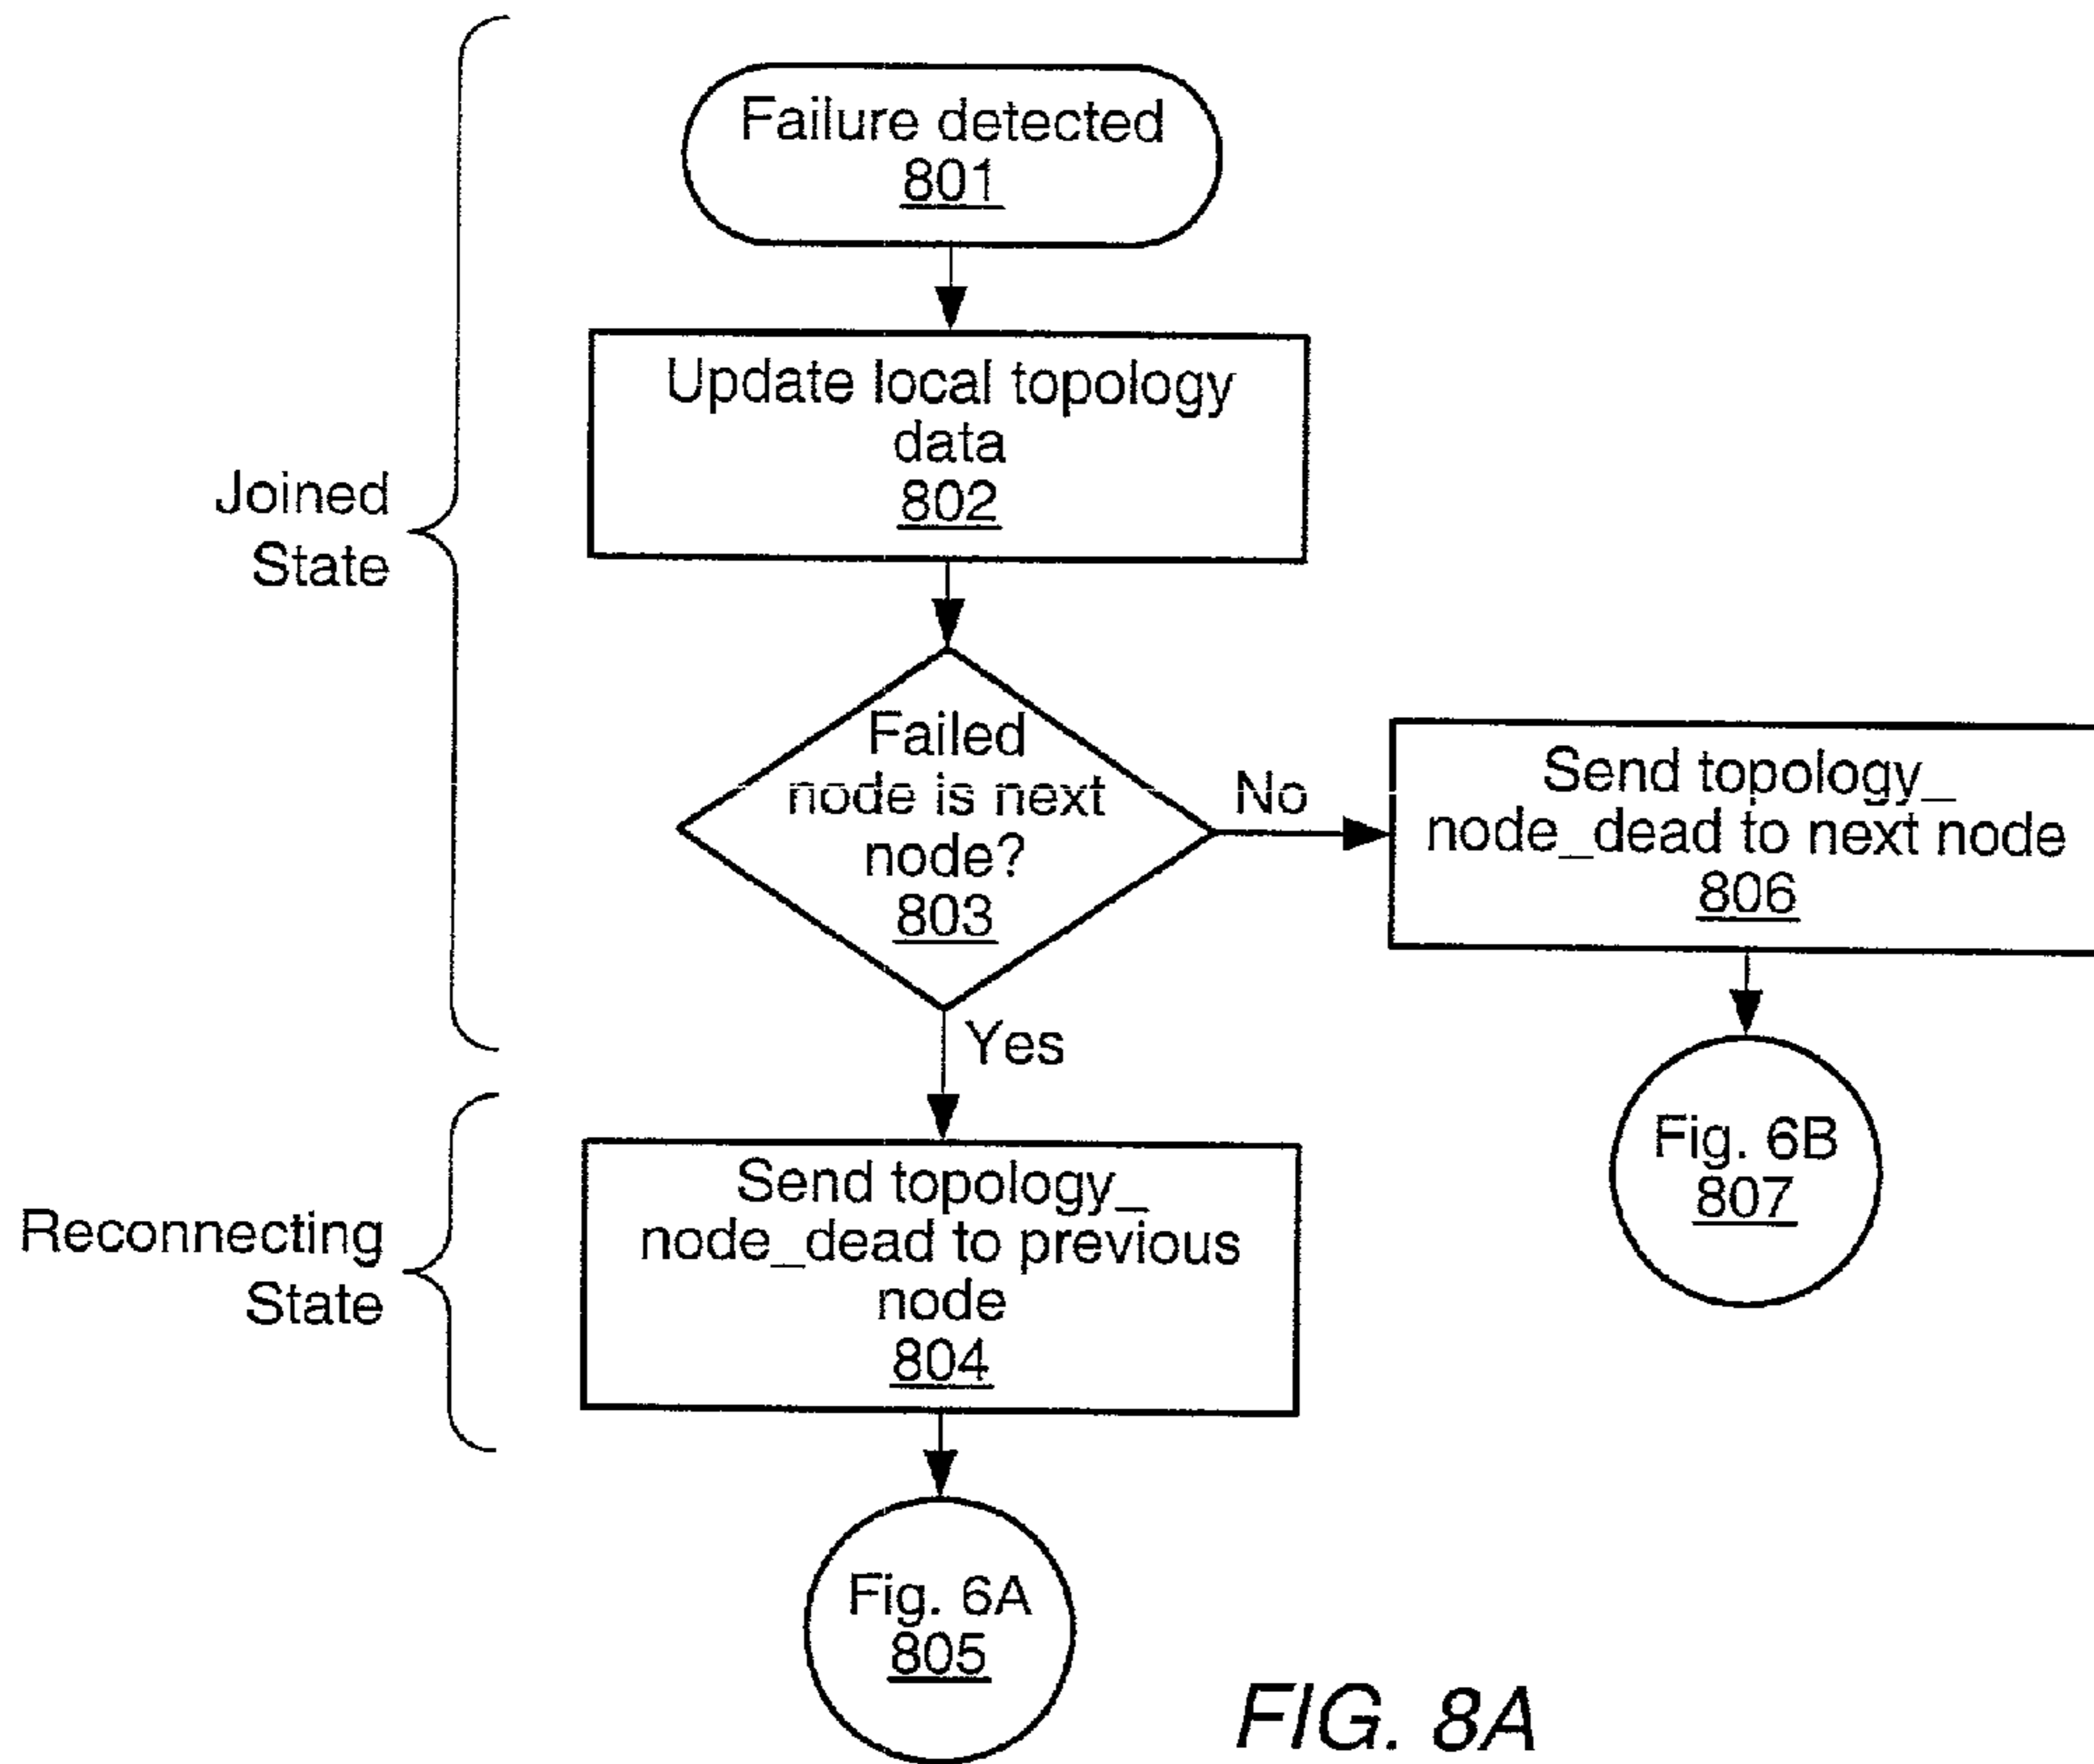 Failure detected
801
Update local topology
data
802
Joined
State
Failed
node is next
node?
803
No
Send topology_
node_dead to next node
806
Yes
Fig. 6B
807
Reconnecting
State
Send topology_
node_dead to previous
node
804
Fig. 6A
805
FIG. 8A